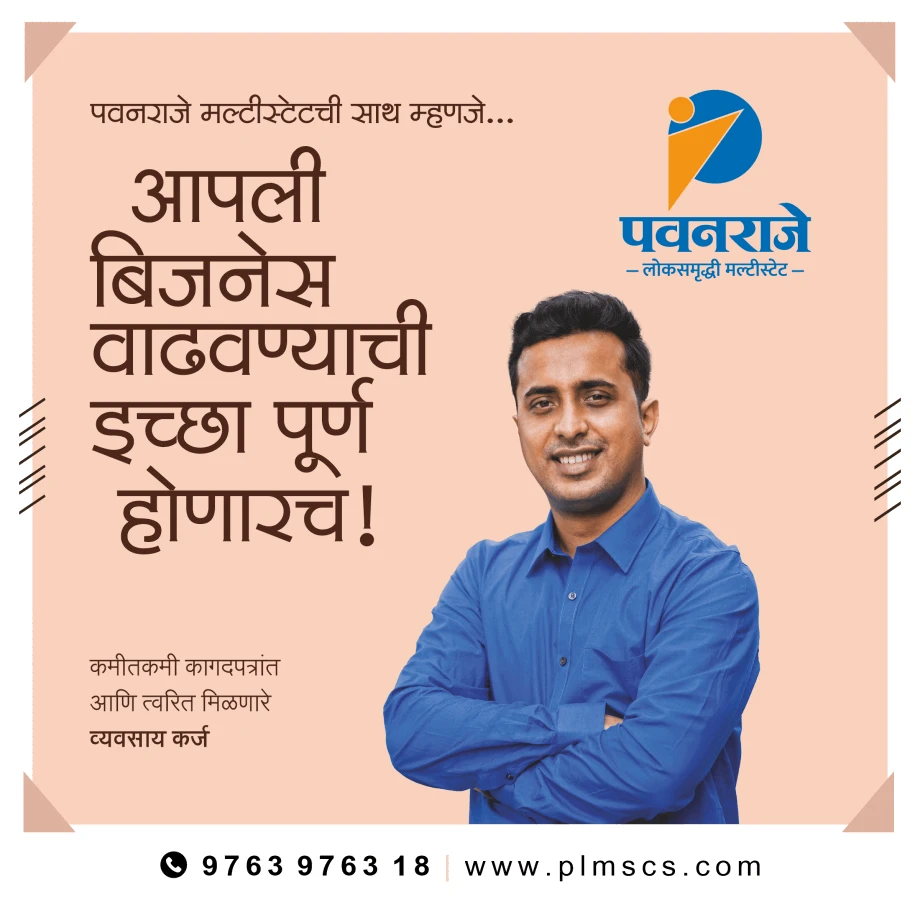 पवनराजे मल्टीस्टेटची साथ म्हणजे...
आपली
बिजनेस
वाढवण्याची
इच्छा पूर्ण
होणारच!
पवनराजे
– लोकसमृद्धी मल्टीस्टेट –
कमीतकमी कागदपत्रांत
आणि त्वरित मिळणारे
व्यवसाय कर्ज
9763 9763 18 | www.plmscs.com